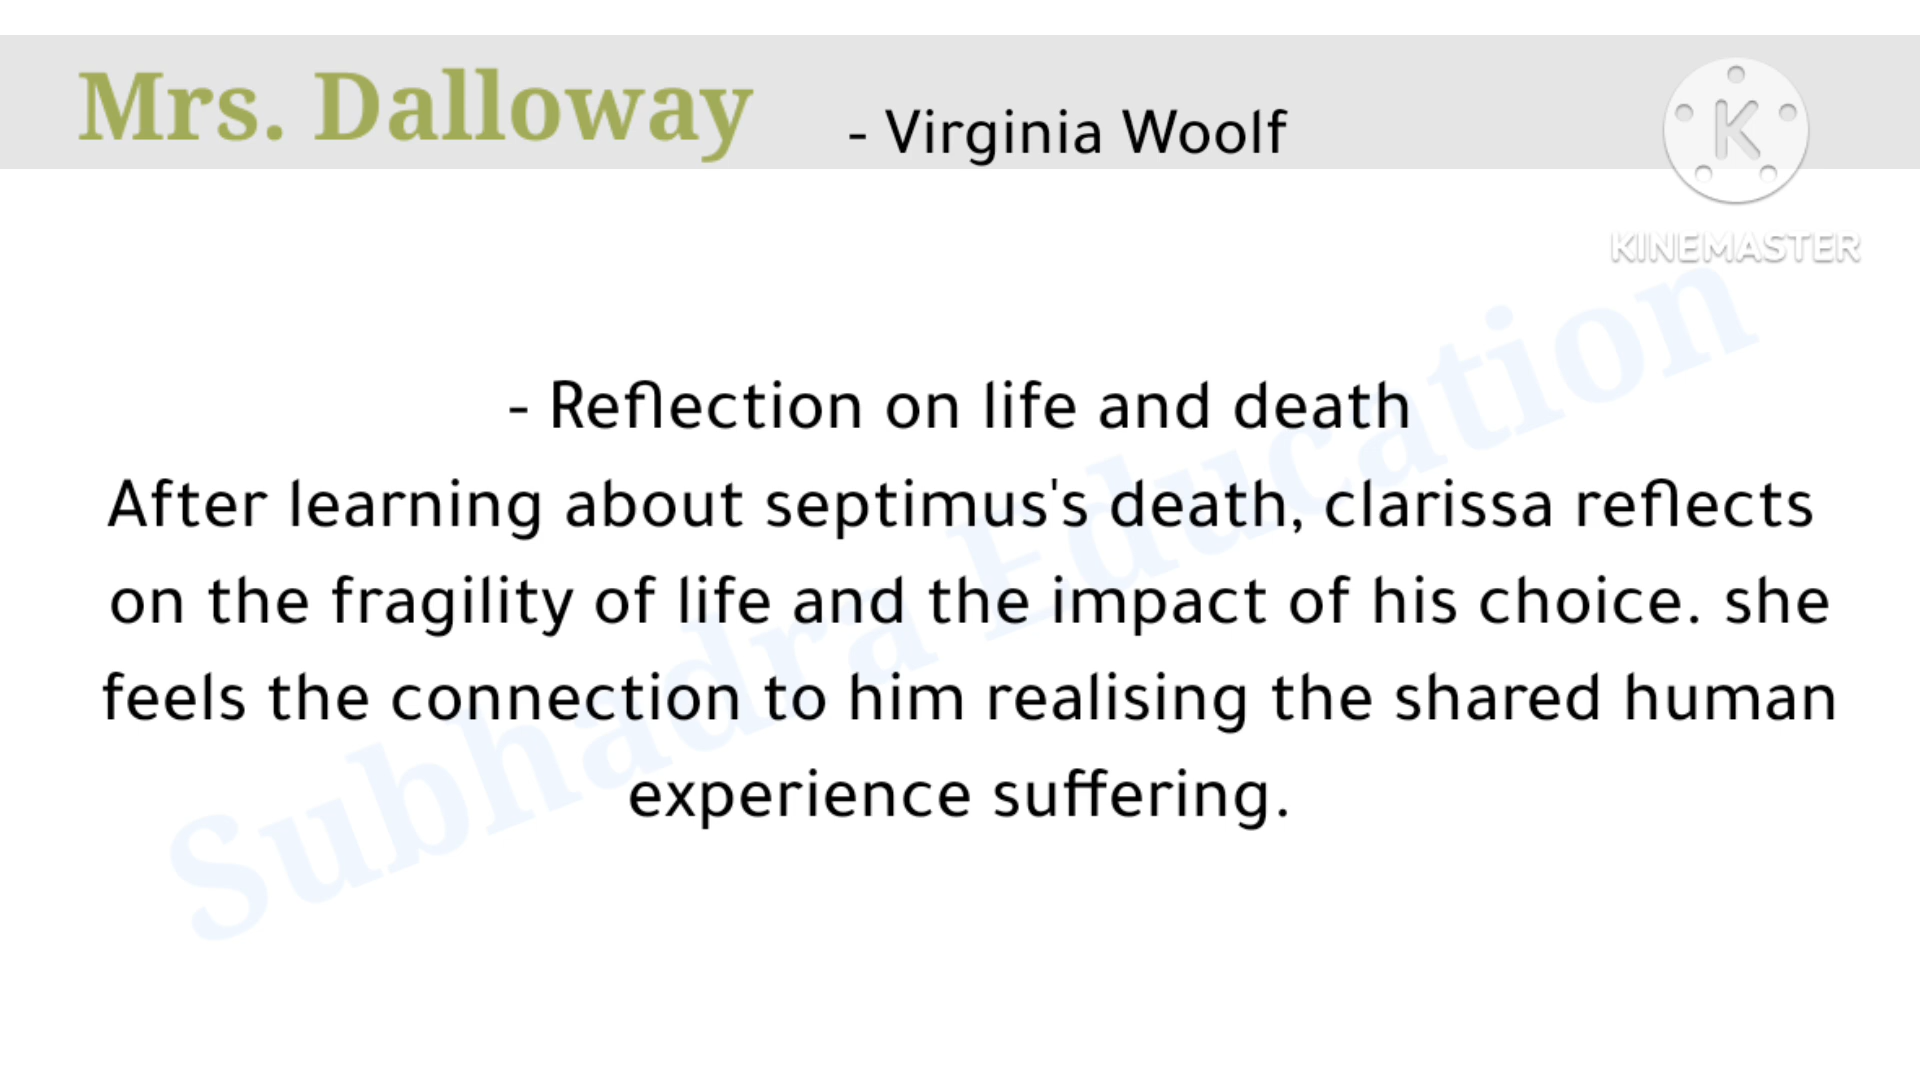 Mrs. Dalloway - Virginia Woolf
K
KINEMASTER
- Reflection on life and death
After learning about septimus's death, clarissa reflects
on the fragility of life and the impact of his choice. she
feels the connection to him realising the shared human
experience suffering.
Subhadra Education